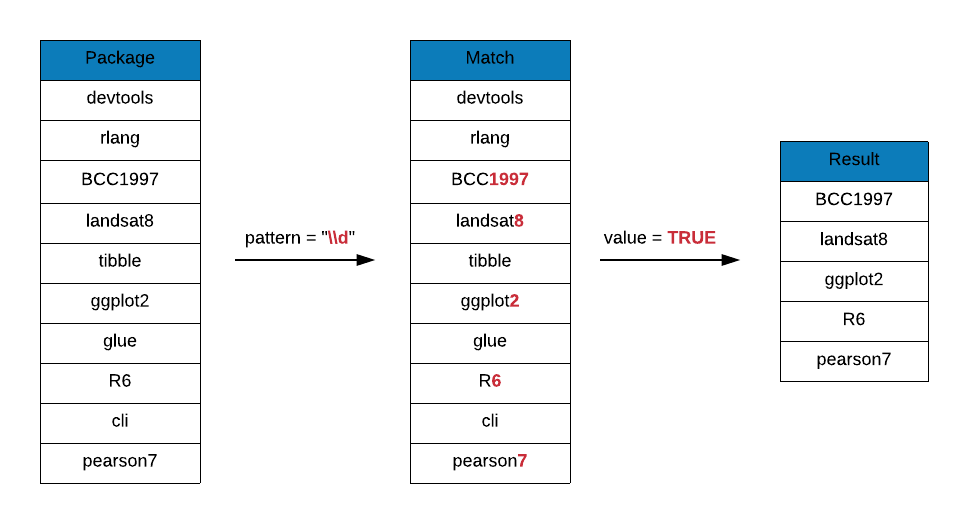 Package
devtools
rlang
BCC1997
landsat8
tibble
ggplot2
glue
R6
cli
pearson7
pattern = "\\d"
Match
devtools
rlang
BCC1997
landsat8
tibble
ggplot2
glue
R6
cli
pearson7
value = TRUE
Result
BCC1997
landsat8
ggplot2
R6
pearson7